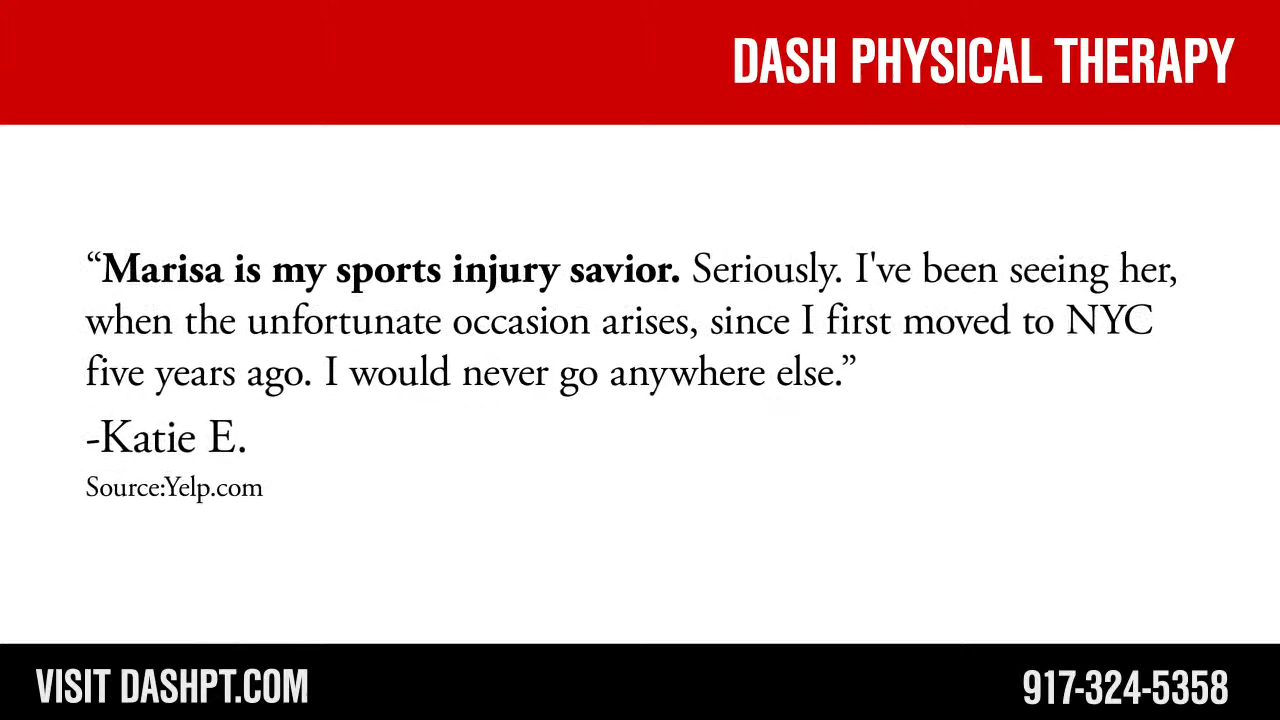 DASH PHYSICAL THERAPY
“Marisa is my sports injury savior. Seriously. I've been seeing her,
when the unfortunate occasion arises, since I first moved to NYC
five years ago. I would never go anywhere else.”
-Katie E.
Source:Yelp.com
VISIT DASHPT.COM
917-324-5358